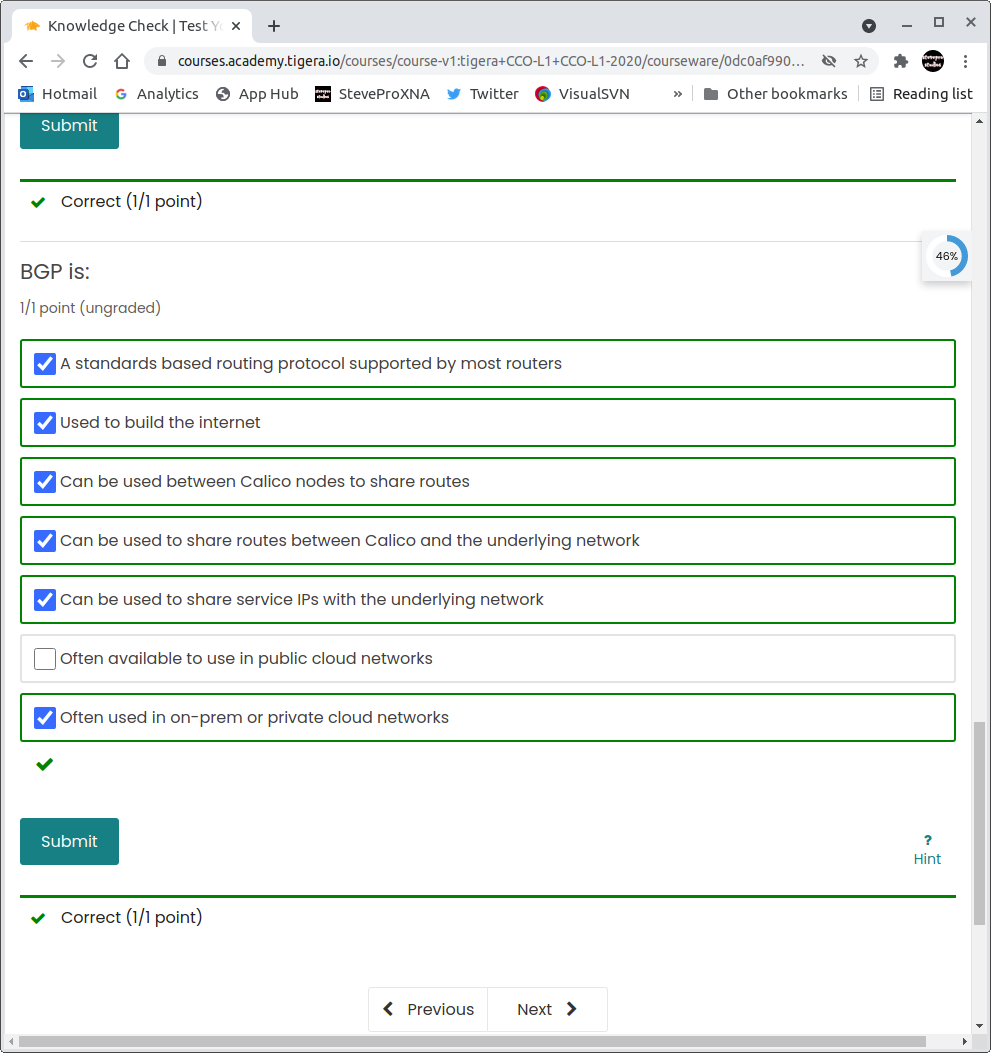 Knowledge Check | Test Y
courses.academy.tigera.io/courses/course-v1:tigera+CCO-L1+CCO-L1-2020/courseware/0dc0af990...
Hotmail Analytics App Hub SteveProXNA Twitter VisualSVN » Other bookmarks Reading list
Submit
Correct (1/1 point)
46%
BGP is:
1/1 point (ungraded)
A standards based routing protocol supported by most routers
Used to build the internet
Can be used between Calico nodes to share routes
Can be used to share routes between Calico and the underlying network
Can be used to share service IPs with the underlying network
Often available to use in public cloud networks
Often used in on-prem or private cloud networks
Submit
?
Hint
Correct (1/1 point)
Previous Next